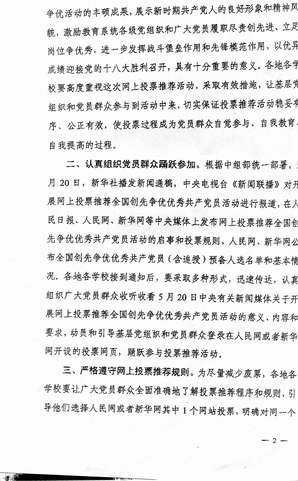 争优活动的丰硕成果，展示新时期共产党人的良好形象和精神风
貌，激励教育系统各级党组织和广大党员履职尽责创先进、立足
岗位争优秀，进一步发挥战斗堡垒作用和先锋模范作用，以优异
成绩迎接党的十八大胜利召开，具有十分重要的意义。各地各学
校要高度重视这次网上投票推荐活动，采取有效措施，让基层党
组织和党员群众参与到活动中来，切实保证投票推荐活动稳妥有
序、公正有效，使投票过程成为党员群众自觉参与、自我教育、
自我提高的过程。
二、认真组织党员群众踊跃参加。根据中组部统一部署，
月 20 日，新华社播发新闻通稿，中央电视台《新闻联播》对开
展网上投票推荐全国创先争优优秀共产党员活动进行报道，在人
民日报、人民网、新华网等中央媒体上发布网上投票推荐全国创
先争优优秀共产党员活动的启事和投票规则，人民网、新华网公
布全国创先争优优秀共产党员（含追授）预备人选名单和基本情
况。各地各学校接到通知后，要采取多种形式，迅速传达，认真
组织广大党员群众收听收看 5 月 20 日中央有关新闻媒体关于开
展网上投票推荐全国创先争优优秀共产党员活动的意义、内容和
要求，动员和引导基层党组织和党员群众登录在人民网或者新华
网开设的投票网页，踊跃参与投票推荐活动。
三、严格遵守网上投票推荐规则。为尽量减少废票，各地各
学校要让广大党员群众全面准确地了解投票推荐程序和规则，引
导他们选择人民网或者新华网其中 1 个网站投票，明确对同一个
— 2 —